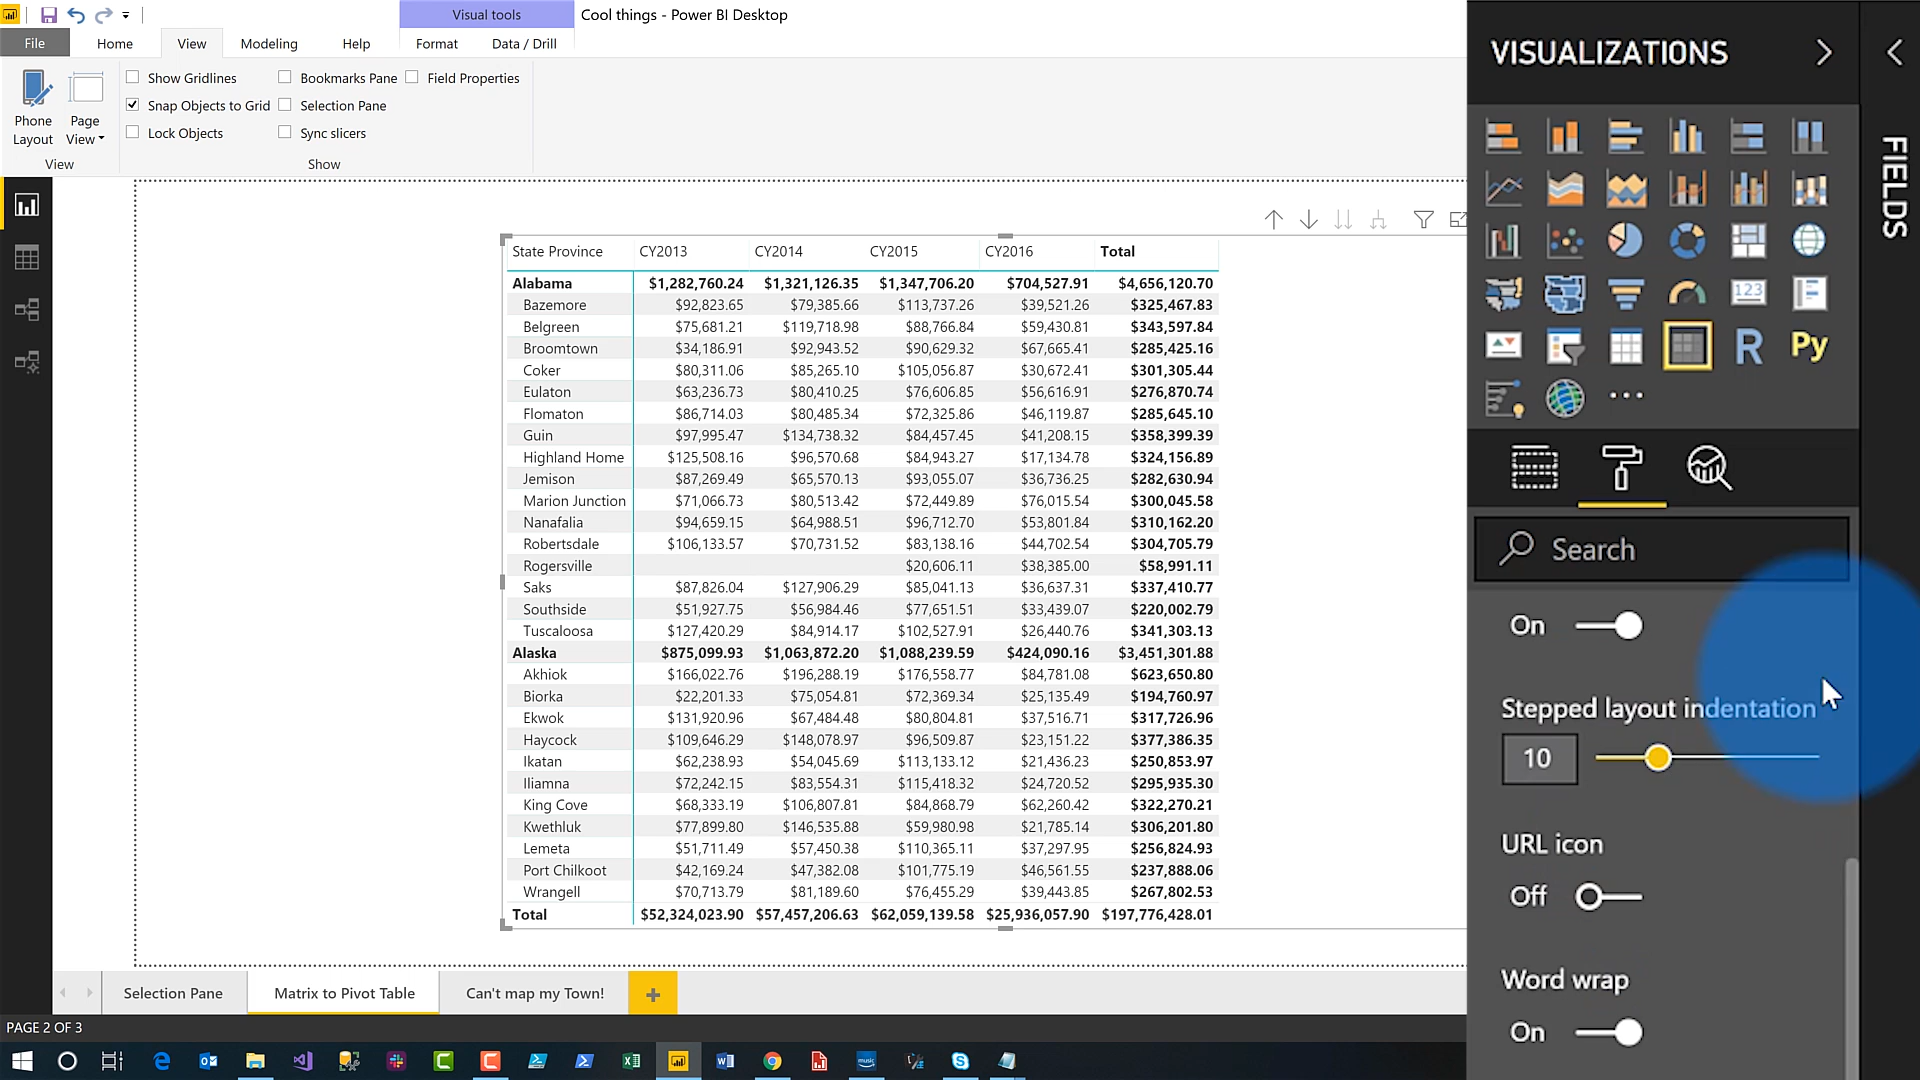 Visual tools
Cool things - Power BI Desktop
File Home View Modeling Help Format Data / Drill
Phone Layout
Page View
View
Show Gridlines
Snap Objects to Grid
Lock Objects
Bookmarks Pane
Selection Pane
Sync slicers
Field Properties
Show
State Province CY2013 CY2014 CY2015 CY2016 Total
Alabama $1,282,760.24 $1,321,126.35 $1,347,706.20 $704,527.91 $4,656,120.70
Bazemore $92,823.65 $79,385.66 $113,737.26 $39,521.26 $325,467.83
Belgreen $75,681.21 $119,718.98 $88,766.84 $59,430.81 $343,597.84
Broomtown $34,186.91 $92,943.52 $90,629.32 $67,665.41 $285,425.16
Coker $80,311.06 $85,265.10 $105,056.87 $30,672.41 $301,305.44
Eulaton $63,236.73 $80,410.25 $76,606.85 $56,616.91 $276,870.74
Flomaton $86,714.03 $80,485.34 $72,325.86 $46,119.87 $285,645.10
Guin $97,995.47 $134,738.32 $84,457.45 $41,208.15 $358,399.39
Highland Home $125,508.16 $96,570.68 $84,943.27 $17,134.78 $324,156.89
Jemison $87,269.49 $65,570.13 $93,055.07 $36,736.25 $282,630.94
Marion Junction $71,066.73 $80,513.42 $72,449.89 $76,015.54 $300,045.58
Nanafalia $94,659.15 $64,988.51 $96,712.70 $53,801.84 $310,162.20
Robertsdale $106,133.57 $70,731.52 $83,138.16 $44,702.54 $304,705.79
Rogersville $20,606.11 $38,385.00 $58,991.11
Saks $87,826.04 $127,906.29 $85,041.13 $36,637.31 $337,410.77
Southside $51,927.75 $56,984.46 $77,651.51 $33,439.07 $220,002.79
Tuscaloosa $127,420.29 $84,914.17 $102,527.91 $26,440.76 $341,303.13
Alaska $875,099.93 $1,063,872.20 $1,088,239.59 $424,090.16 $3,451,301.88
Akhiok $166,022.76 $196,288.19 $176,558.77 $84,781.08 $623,650.80
Biorka $22,201.33 $75,054.81 $72,369.34 $25,135.49 $194,760.97
Ekwok $131,920.96 $67,484.48 $80,804.81 $37,516.71 $317,726.96
Haycock $109,646.29 $148,078.97 $96,509.87 $23,151.22 $377,386.35
Ikatan $62,238.93 $54,045.69 $113,133.12 $21,436.23 $250,853.97
Iliamna $72,242.15 $83,554.31 $115,418.32 $24,720.52 $295,935.30
King Cove $68,333.19 $106,807.81 $84,868.79 $62,260.42 $322,270.21
Kwethluk $77,899.80 $146,535.88 $59,980.98 $21,785.14 $306,201.80
Lemeta $51,711.49 $57,450.38 $110,365.11 $37,297.95 $256,824.93
Port Chilkoot $42,169.24 $47,382.08 $101,775.19 $46,561.55 $237,888.06
Wrangell $70,713.79 $81,189.60 $76,455.29 $39,443.85 $267,802.53
Total $52,324,023.90 $57,457,206.63 $62,059,139.58 $25,936,057.90 $197,776,428.01
Selection Pane Matrix to Pivot Table Can't map my Town!
PAGE 2 OF 3
VISUALIZATIONS
123
R
Py
Search
On
Stepped layout indentation
10
URL icon
Off
Word wrap
On
FIELDS